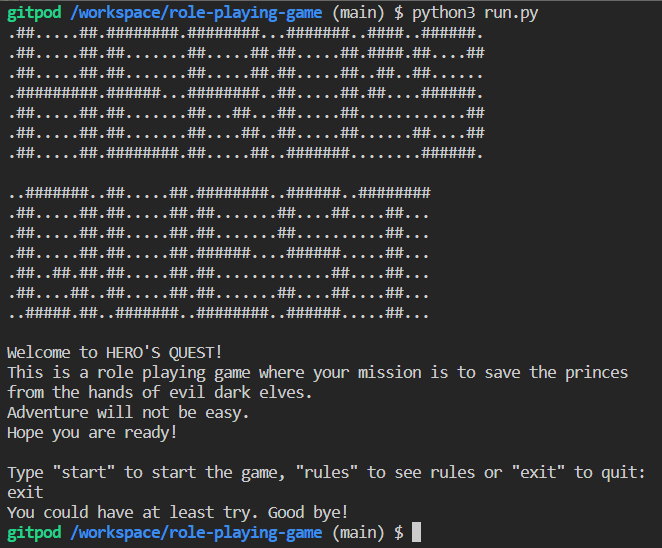 gitpod /workspace/role-playing-game (main) $ python3 run.py
.##.....##.########.########...#######..####..######.
.##.....##.##.......##.....##.##.....##.####.##....##
.##.....##.##.......##.....##.##.....##..##..##......
.#########.######...########..##.....##.##....######.
.##.....##.##.......##...##...##.....##............##
.##.....##.##.......##....##..##.....##......##....##
.##.....##.########.##.....##..#######........######.

..#######..##.....##.########..######..########
.##.....##.##.....##.##.......##....##....##...
.##.....##.##.....##.##.......##..........##...
.##.....##.##.....##.######....######.....##...
.##..##.##.##.....##.##.............##....##...
.##....##..##.....##.##.......##....##....##...
..#####.##..#######..########..######.....##...

Welcome to HERO'S QUEST!
This is a role playing game where your mission is to save the princes
from the hands of evil dark elves.
Adventure will not be easy.
Hope you are ready!

Type "start" to start the game, "rules" to see rules or "exit" to quit:
exit
You could have at least try. Good bye!
gitpod /workspace/role-playing-game (main) $